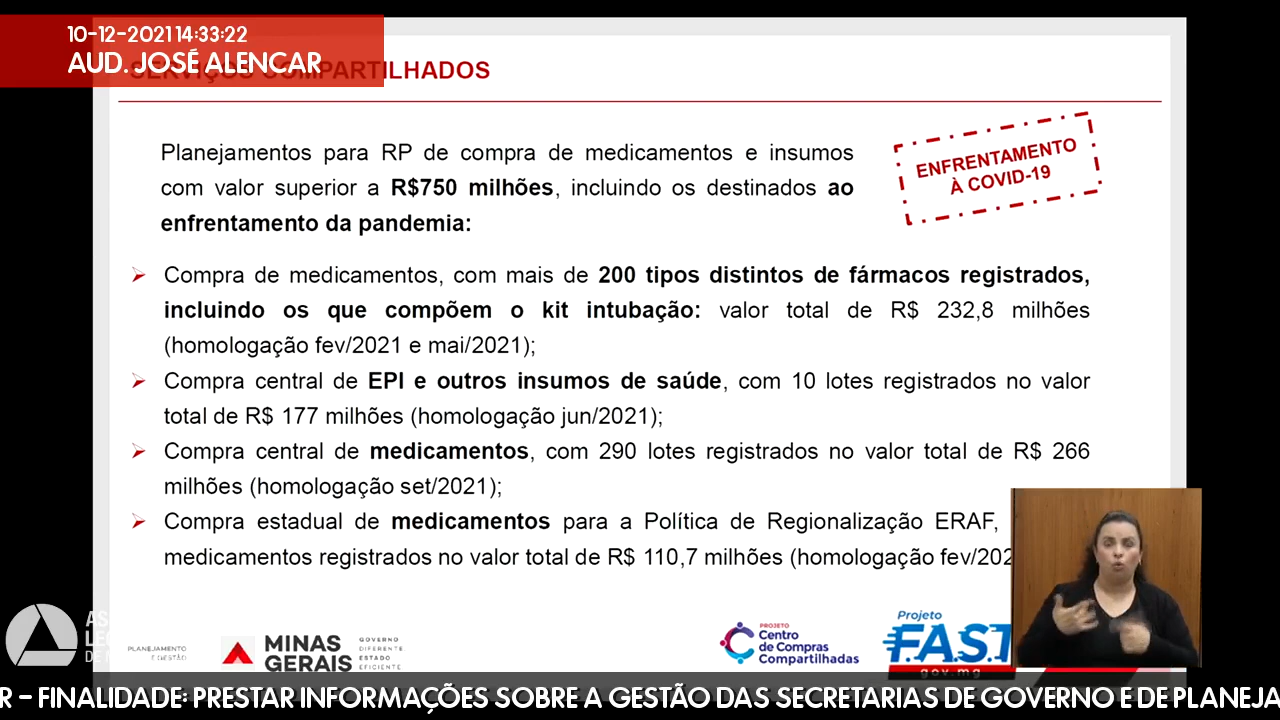 10-12-2021 14:33:22
AUD. JOSÉ ALENCAR
SERVIÇOS COMPARTILHADOS
Planejamentos para RP de compra de medicamentos e insumos
com valor superior a R$750 milhões, incluindo os destinados ao
enfrentamento da pandemia:
ENFRENTAMENTO
À COVID-19
Compra de medicamentos, com mais de 200 tipos distintos de fármacos registrados,
incluindo os que compõem o kit intubação: valor total de R$ 232,8 milhões
(homologação fev/2021 e mai/2021);
Compra central de EPI e outros insumos de saúde, com 10 lotes registrados no valor
total de R$ 177 milhões (homologação jun/2021);
Compra central de medicamentos, com 290 lotes registrados no valor total de R$ 266
milhões (homologação set/2021);
Compra estadual de medicamentos para a Política de Regionalização ERAF,
medicamentos registrados no valor total de R$ 110,7 milhões (homologação fev/202
PLANEJAMENTO
E GESTÃO
MINAS
GERAIS
GOVERNO
DIFERENTE
ESTADO
EFICIENTE
PROJETO
Centro
de Compras
Compartilhadas
Projeto
F.A.S.T
gov.mg
R - FINALIDADE: PRESTAR INFORMAÇÕES SOBRE A GESTÃO DAS SECRETARIAS DE GOVERNO E DE PLANEJA